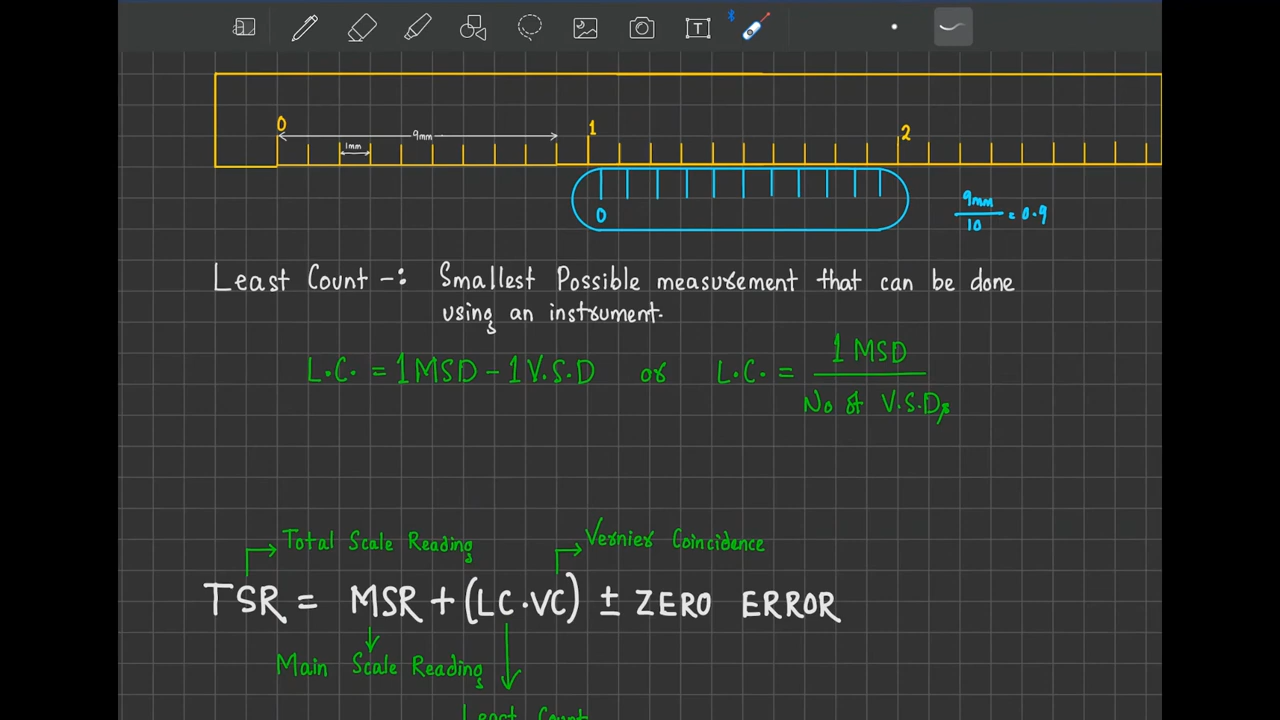 T
0 1 2
9mm
1mm
0
9mm
10 = 0.9
Least Count -: Smallest Possible measurement that can be done
using an instrument.
L.C. = 1 MSD - 1 V.S.D or L.C. = 1 MSD
No of V.S.Ds
Total Scale Reading
Vernier Coincidence
TSR = MSR + (LC.VC) ± ZERO ERROR
Main Scale Reading
Least Count